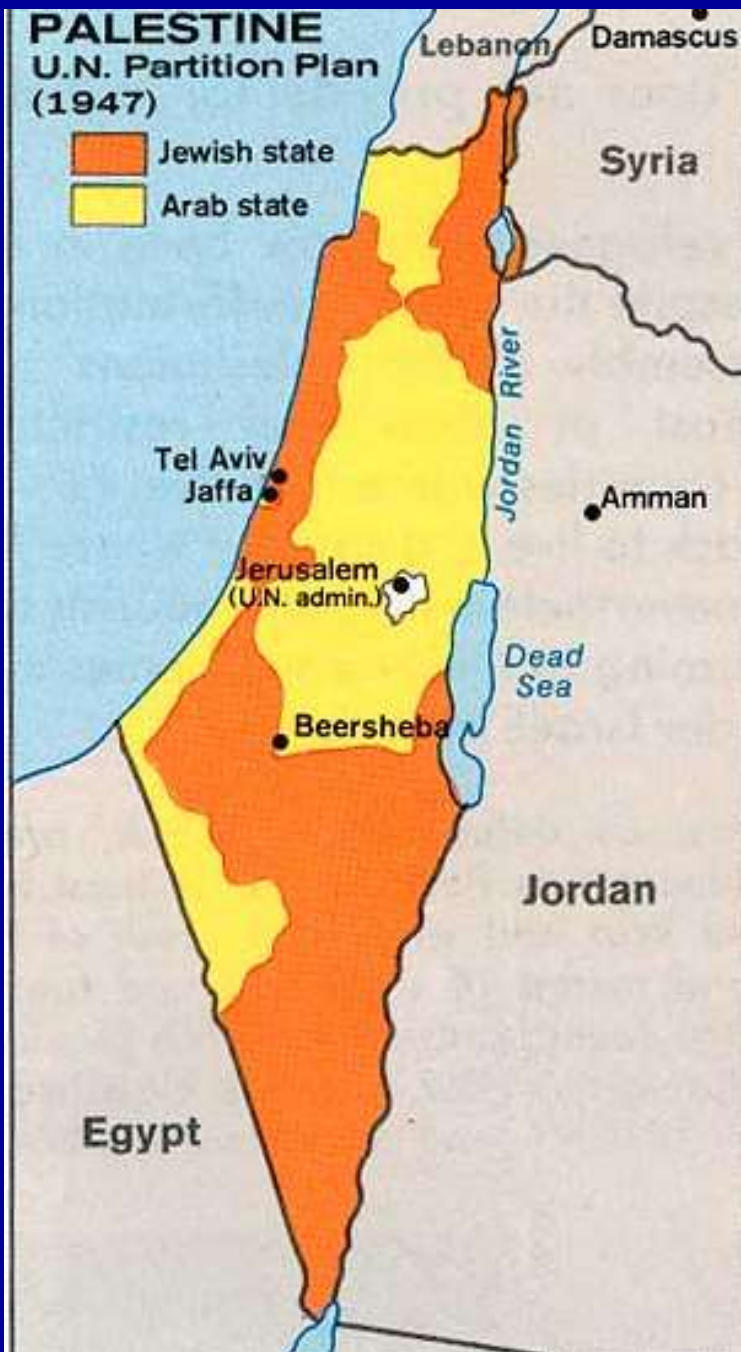 PALESTINE
U.N. Partition Plan
(1947)
Jewish state
Arab state
Lebanon
Damascus
Syria
Jordan River
Tel Aviv
Jaffa
Amman
Jerusalem
(U.N. admin.)
Dead
Sea
Beersheba
Jordan
Egypt